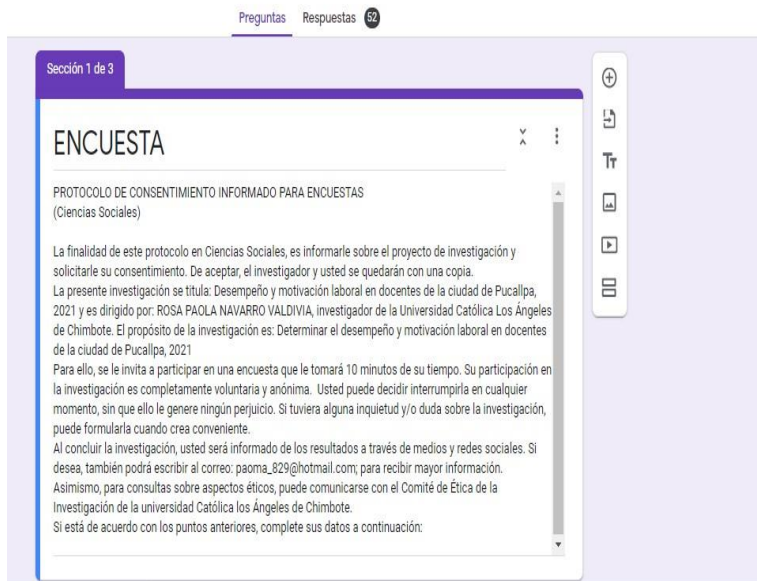 Preguntas Respuestas 52
Sección 1 de 3
ENCUESTA
PROTOCOLO DE CONSENTIMIENTO INFORMADO PARA ENCUESTAS
(Ciencias Sociales)
La finalidad de este protocolo en Ciencias Sociales, es informarle sobre el proyecto de investigación y
solicitarle su consentimiento. De aceptar, el investigador y usted se quedarán con una copia.
La presente investigación se titula: Desempeño y motivación laboral en docentes de la ciudad de Pucallpa,
2021 y es dirigido por: ROSA PAOLA NAVARRO VALDIVIA, investigador de la Universidad Católica Los Ángeles
de Chimbote. El propósito de la investigación es: Determinar el desempeño y motivación laboral en docentes
de la ciudad de Pucallpa, 2021
Para ello, se le invita a participar en una encuesta que le tomará 10 minutos de su tiempo. Su participación en
la investigación es completamente voluntaria y anónima. Usted puede decidir interrumpirla en cualquier
momento, sin que ello le genere ningún perjuicio. Si tuviera alguna inquietud y/o duda sobre la investigación,
puede formularla cuando crea conveniente.
Al concluir la investigación, usted será informado de los resultados a través de medios y redes sociales. Si
desea, también podrá escribir al correo: paoma_829@hotmail.com; para recibir mayor información.
Asimismo, para consultas sobre aspectos éticos, puede comunicarse con el Comité de Ética de la
Investigación de la universidad Católica los Ángeles de Chimbote.
Si está de acuerdo con los puntos anteriores, complete sus datos a continuación: